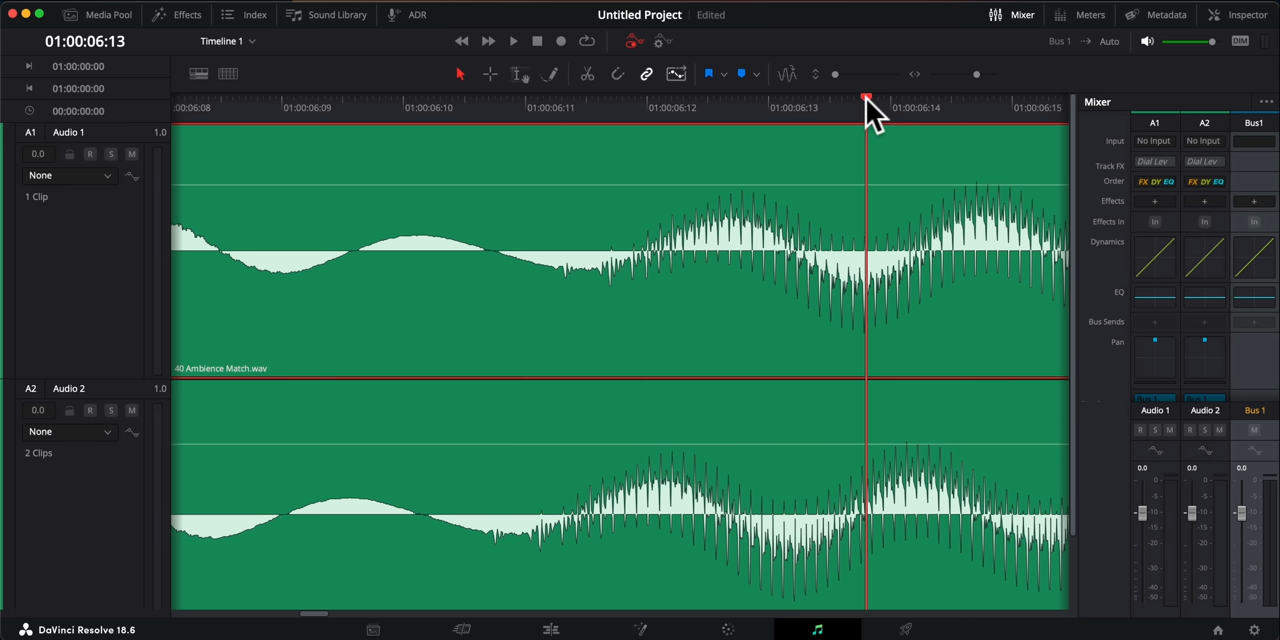 Media Pool Effects Index Sound Library ADR Untitled Project Edited Mixer Meters Metadata Inspector
01:00:06:13 Timeline 1 Bus 1 Auto DIM
01:00:00:00
01:00:00:00
00:00:00:00
:00:06:08 01:00:06:09 01:00:06:10 01:00:06:11 01:00:06:12 01:00:06:13 01:00:06:14 01:00:06:15
A1 Audio 1 1.0
0.0 R S M
None
1 Clip
40 Ambience Match.wav
A2 Audio 2 1.0
0.0 R S M
None
2 Clips
Mixer
A1 A2 Bus1
Input No Input No Input
Track FX Dial Lev Dial Lev
Order FX DY EQ FX DY EQ
Effects + + +
Effects In In In In
Dynamics
EQ
Bus Sends + + +
Pan
Bus 1 Bus 1
Audio 1 Audio 2 Bus 1
R S M R S M M
0.0 0.0 0.0
0 0 0
-5 -5 -5
-10 -10 -10
-15 -15 -15
-20 -20 -20
-30 -30 -30
-40 -40 -40
-50 -50 -50
DaVinci Resolve 18.6